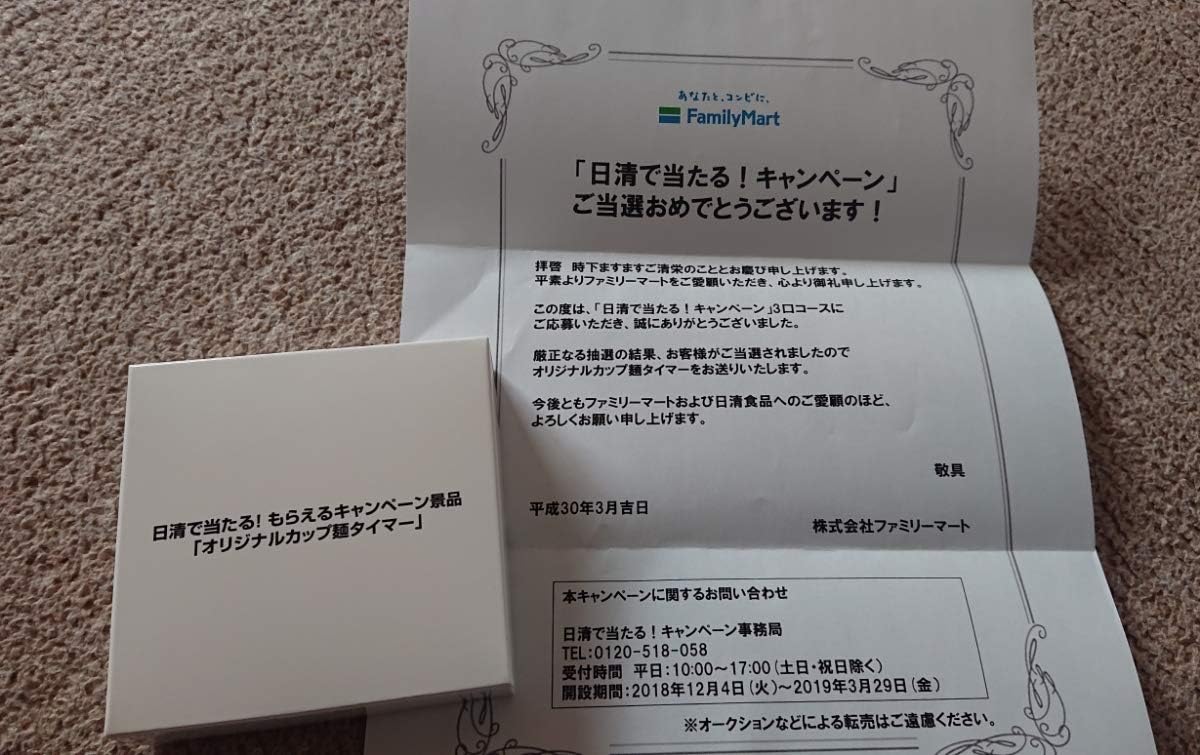 あなたと、コンビに、
FamilyMart
「日清で当たる！キャンペーン」
ご当選おめでとうございます！
拝啓 時下ますますご清栄のこととお慶び申し上げます。
平素よりファミリーマートをご愛顧いただき、心より御礼申し上げます。
この度は、「日清で当たる！キャンペーン」3口コースに
ご応募いただき、誠にありがとうございました。
厳正なる抽選の結果、お客様がご当選されましたので
オリジナルカップ麺タイマーをお送りいたします。
今後ともファミリーマートおよび日清食品へのご愛顧のほど、
よろしくお願い申し上げます。
敬具
平成30年3月吉日
株式会社ファミリーマート
本キャンペーンに関するお問い合わせ
日清で当たる！キャンペーン事務局
TEL:0120-518-058
受付時間 平日:10:00～17:00(土日・祝日除く)
開設期間:2018年12月4日(火)～2019年3月29日(金)
※オークションなどによる転売はご遠慮ください。
日清で当たる！もらえるキャンペーン景品
「オリジナルカップ麺タイマー」